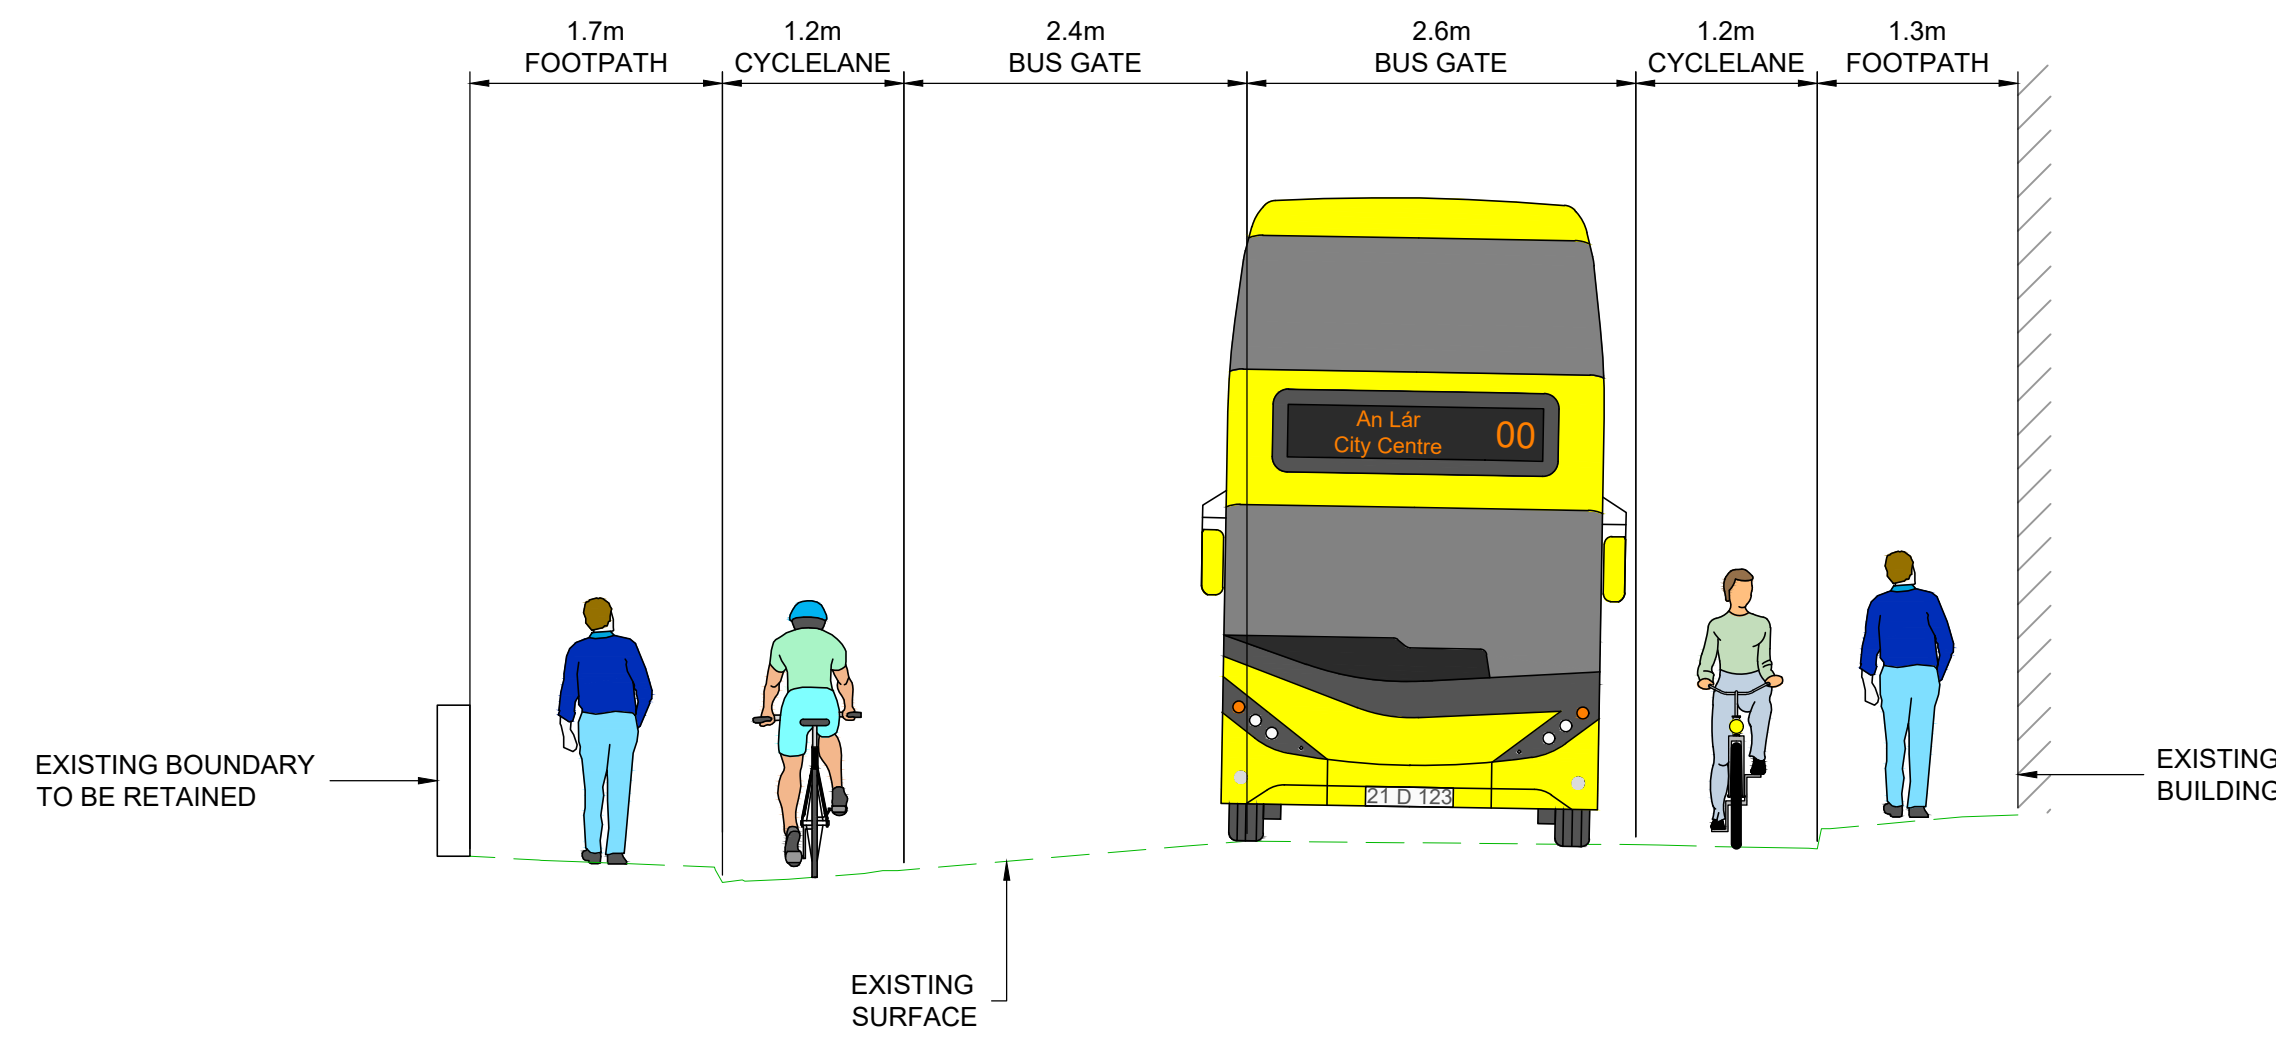 1.7m
FOOTPATH
1.2m
CYCLELANE
2.4m
BUS GATE
2.6m
BUS GATE
1.2m
CYCLELANE
1.3m
FOOTPATH
An Lár
City Centre
00
21 D 123
EXISTING BOUNDARY
TO BE RETAINED
EXISTING
BUILDING
EXISTING
SURFACE